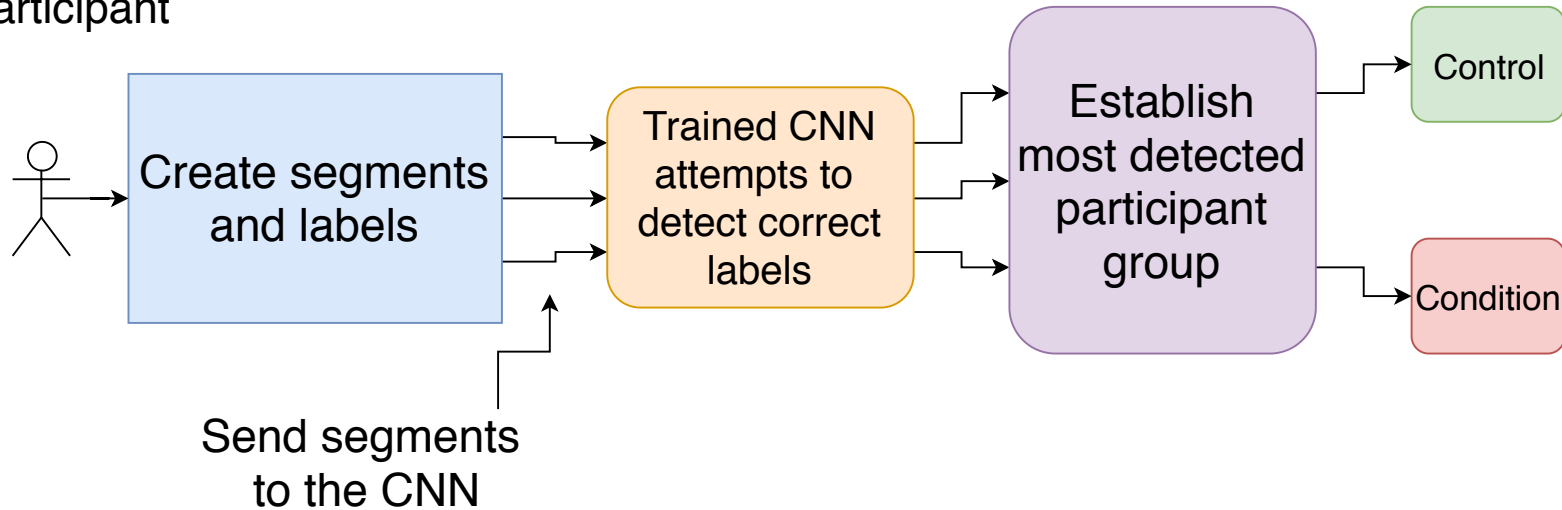 articipant
Create segments
and labels
Send segments
to the CNN
Trained CNN
attempts to
detect correct
labels
Establish
most detected
participant
group
Control
Condition